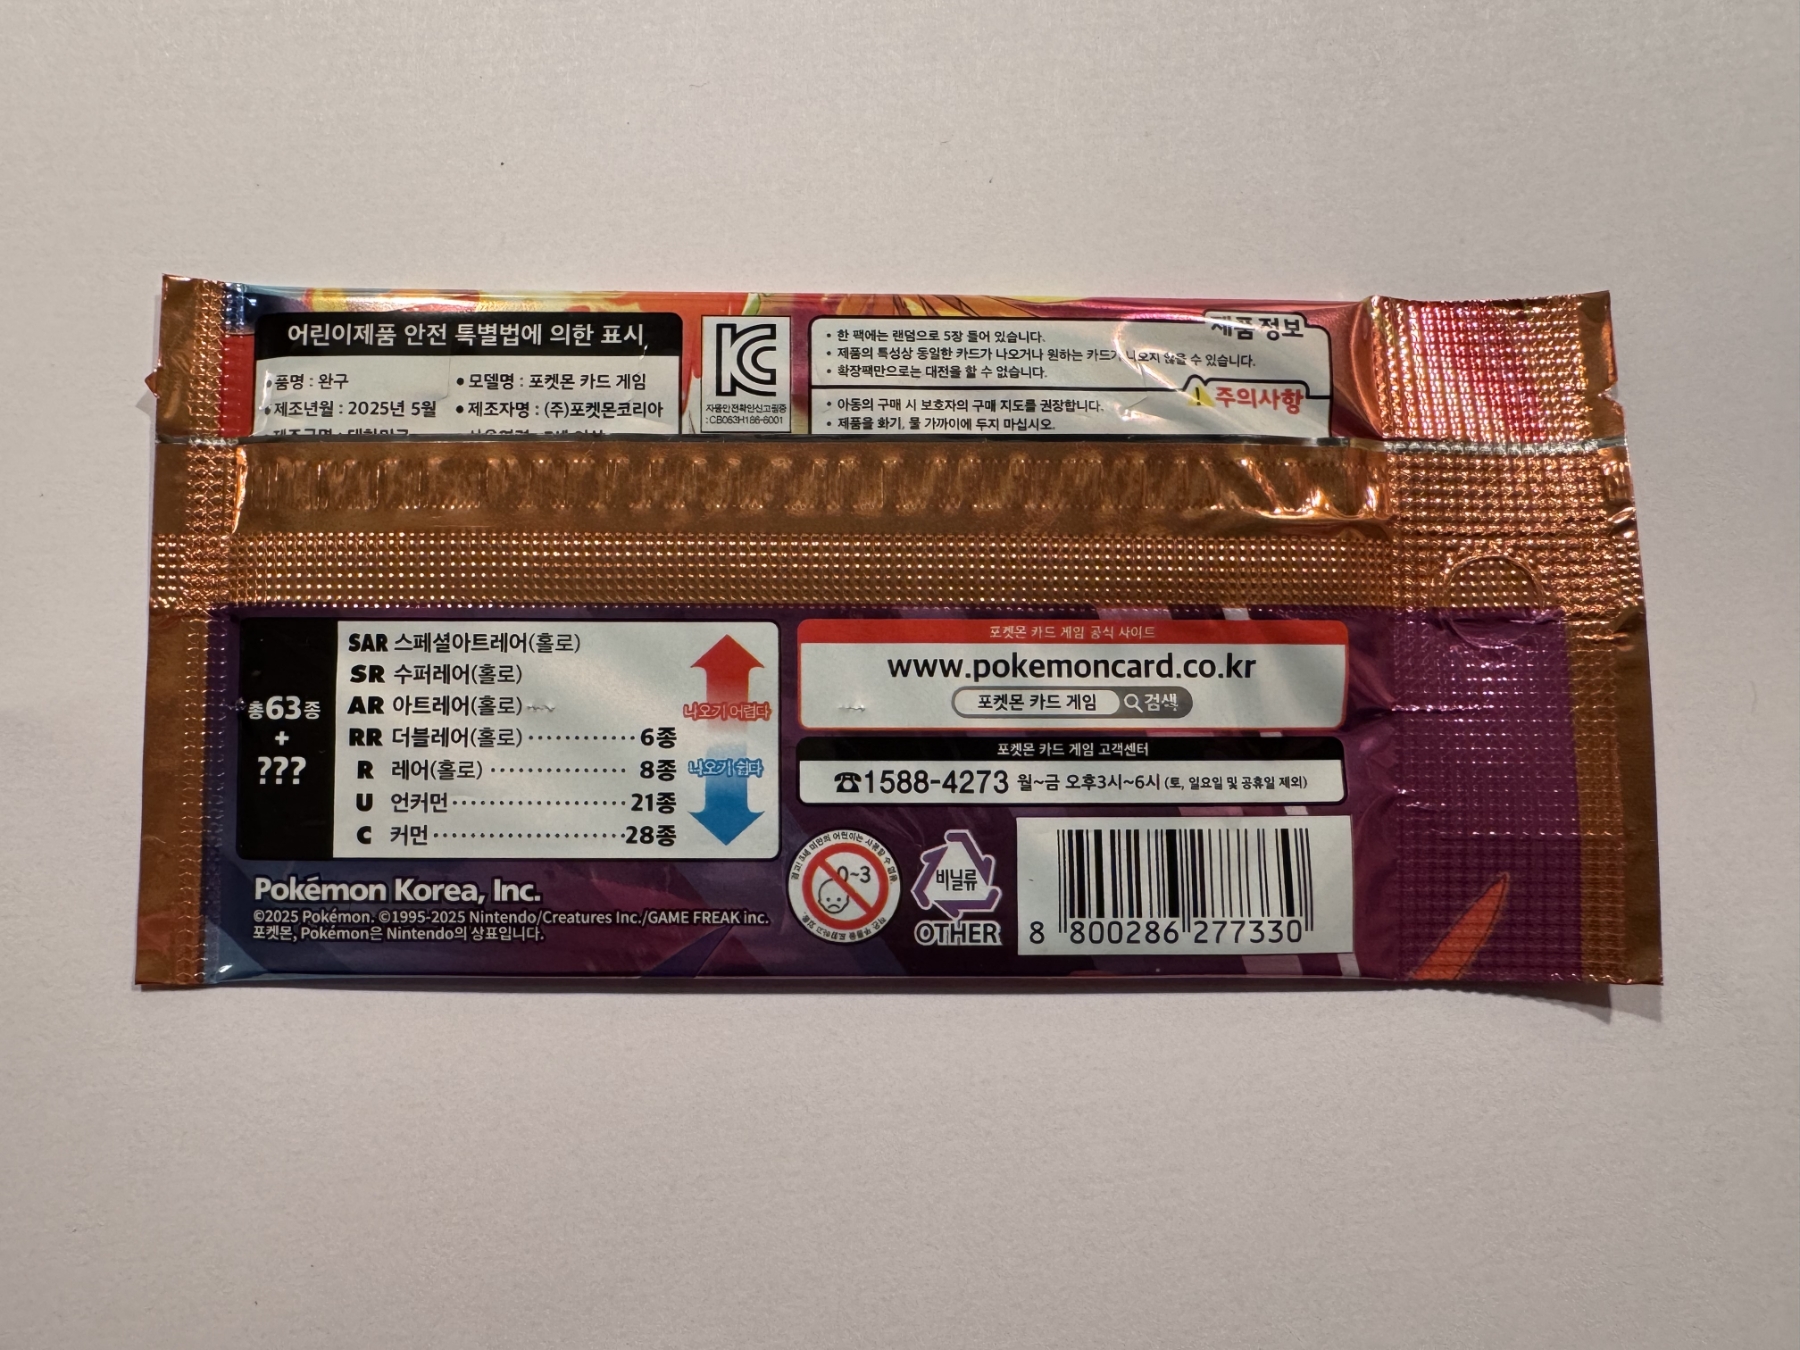 어린이제품 안전 특별법에 의한 표시
• 품명 : 완구
• 모델명 : 포켓몬 카드 게임
• 제조년월 : 2025년 5월
• 제조자명 : (주)포켓몬코리아
KC
자율안전확인신고필증
: CB063H166-6001
제품 정보
• 한 팩에는 랜덤으로 5장 들어 있습니다.
• 제품의 특성상 동일한 카드가 나오거나 원하는 카드가 나오지 않을 수 있습니다.
• 확장팩만으로는 대전을 할 수 없습니다.
! 주의사항
• 아동의 구매 시 보호자의 구매 지도를 권장합니다.
• 제품을 화기, 물 가까이에 두지 마십시오.
총63종
+
???
SAR 스페셜아트레어(홀로)
SR 수퍼레어(홀로)
AR 아트레어(홀로)
RR 더블레어(홀로) ············ 6종
R 레어(홀로) ················ 8종
U 언커먼 ···················· 21종
C 커먼 ······················ 28종
나오기 어렵다
나오기 쉽다
포켓몬 카드 게임 공식 사이트
www.pokemoncard.co.kr
포켓몬 카드 게임 검색
포켓몬 카드 게임 고객센터
☎1588-4273 월~금 오후3시~6시 (토, 일요일 및 공휴일 제외)
Pokémon Korea, Inc.
©2025 Pokémon. ©1995-2025 Nintendo/Creatures Inc./GAME FREAK inc.
포켓몬, Pokémon은 Nintendo의 상표입니다.
0~3
비닐류
OTHER
8 800286 277330